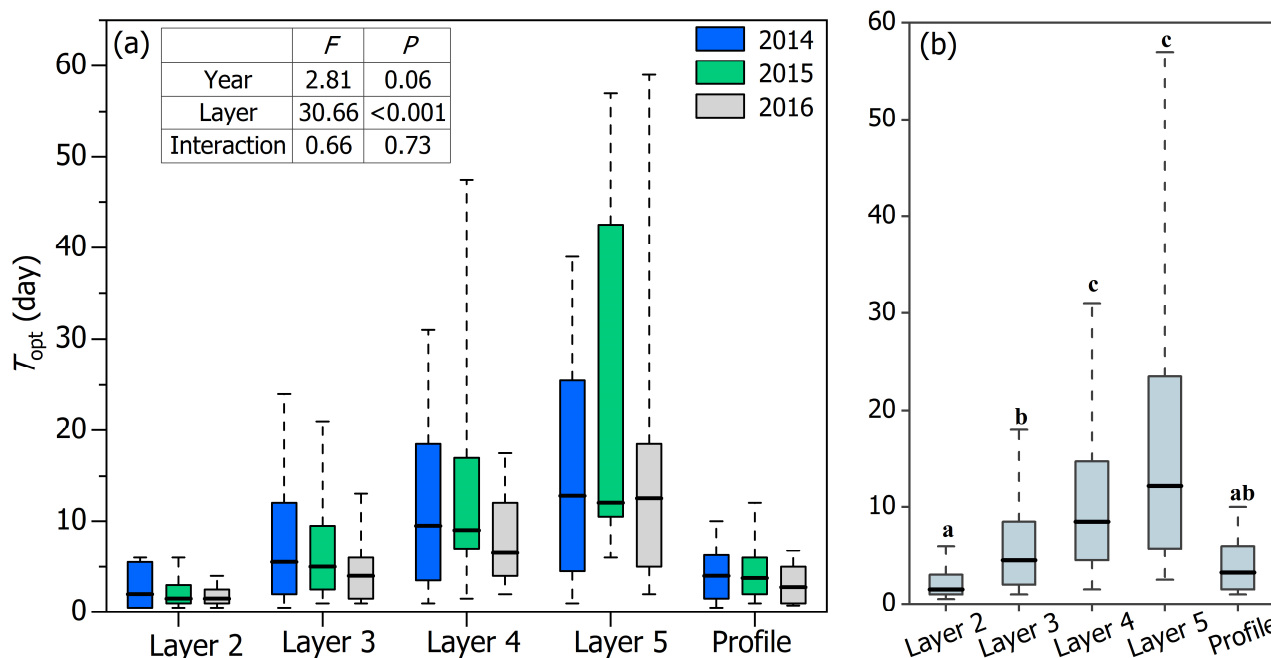 (a)
F P
Year 2.81 0.06
Layer 30.66 <0.001
Interaction 0.66 0.73
2014
2015
2016
60
50
40
30
20
10
0
T_opt (day)
Layer 2 Layer 3 Layer 4 Layer 5 Profile
(b)
60
50
40
30
20
10
0
a
b
c
c
ab
Layer 2 Layer 3 Layer 4 Layer 5 Profile